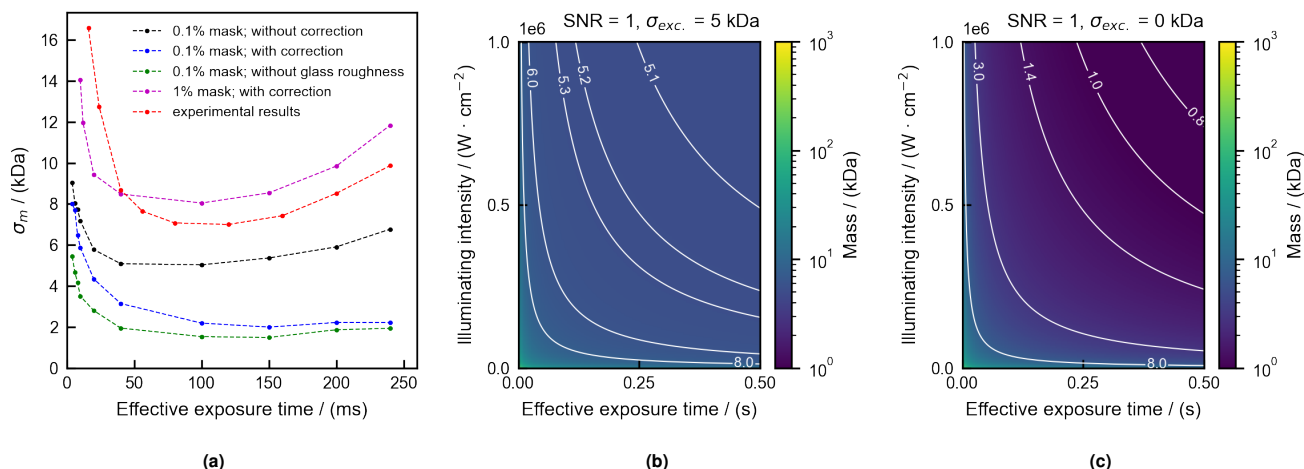 16
14
12
10
8
6
4
2
0
σₘ / (kDa)
0.1% mask; without correction
0.1% mask; with correction
0.1% mask; without glass roughness
1% mask; with correction
experimental results
0
50
100
150
200
250
Effective exposure time / (ms)
(a)
SNR = 1, σ_exc. = 5 kDa
1e6
1.0
0.5
0.0
Illuminating intensity / (W · cm⁻²)
6.0
5.3
5.2
5.1
8.0
0.00
0.25
0.50
Effective exposure time / (s)
10³
10²
10¹
10⁰
Mass / (kDa)
(b)
SNR = 1, σ_exc. = 0 kDa
1e6
1.0
0.5
0.0
Illuminating intensity / (W · cm⁻²)
3.0
1.4
1.0
0.8
8.0
0.00
0.25
0.50
Effective exposure time / (s)
10³
10²
10¹
10⁰
Mass / (kDa)
(c)